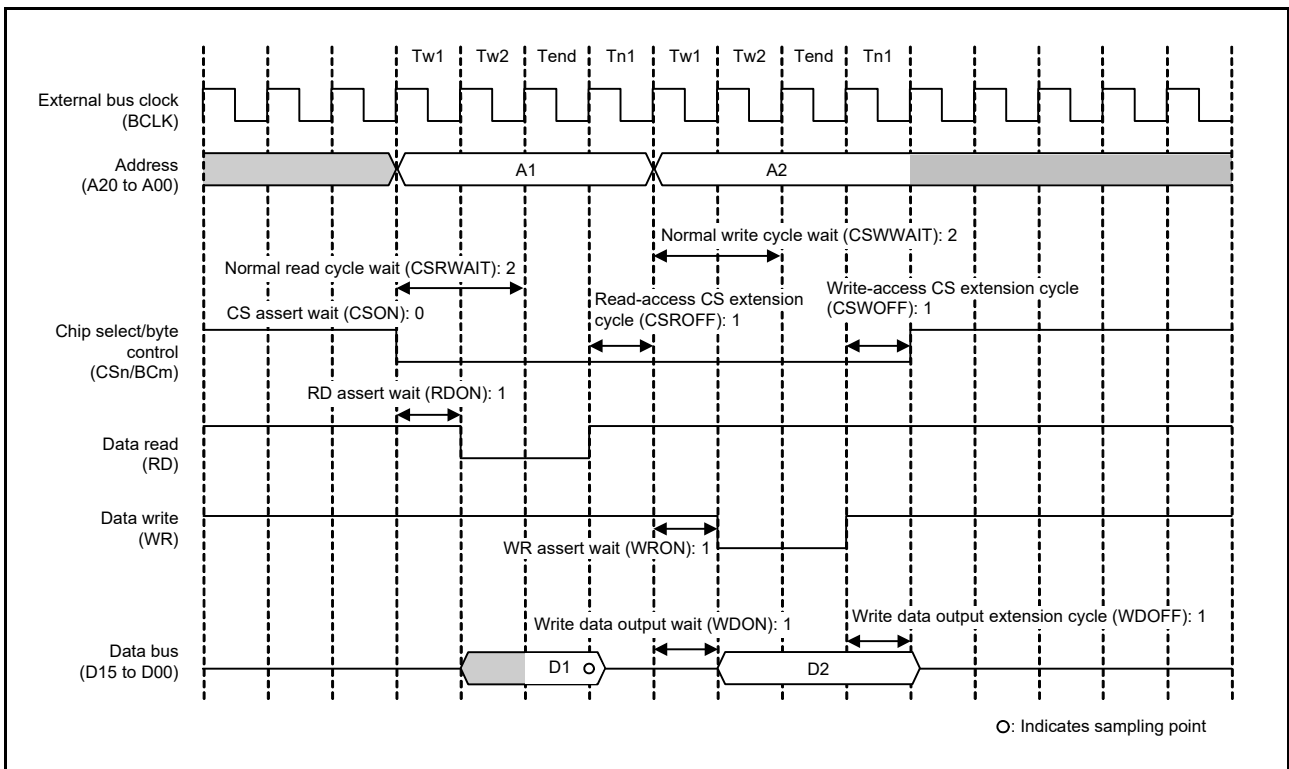 Tw1 Tw2 Tend Tn1 Tw1 Tw2 Tend Tn1
External bus clock
(BCLK)
Address
(A20 to A00)
A1
A2
Normal write cycle wait (CSWWAIT): 2
Normal read cycle wait (CSRWAIT): 2
Read-access CS extension
cycle (CSROFF): 1
Write-access CS extension cycle
(CSWOFF): 1
CS assert wait (CSON): 0
Chip select/byte
control
(CSn/BCm)
RD assert wait (RDON): 1
Data read
(RD)
Data write
(WR)
WR assert wait (WRON): 1
Write data output wait (WDON): 1
Write data output extension cycle (WDOFF): 1
Data bus
(D15 to D00)
D1
D2
O: Indicates sampling point